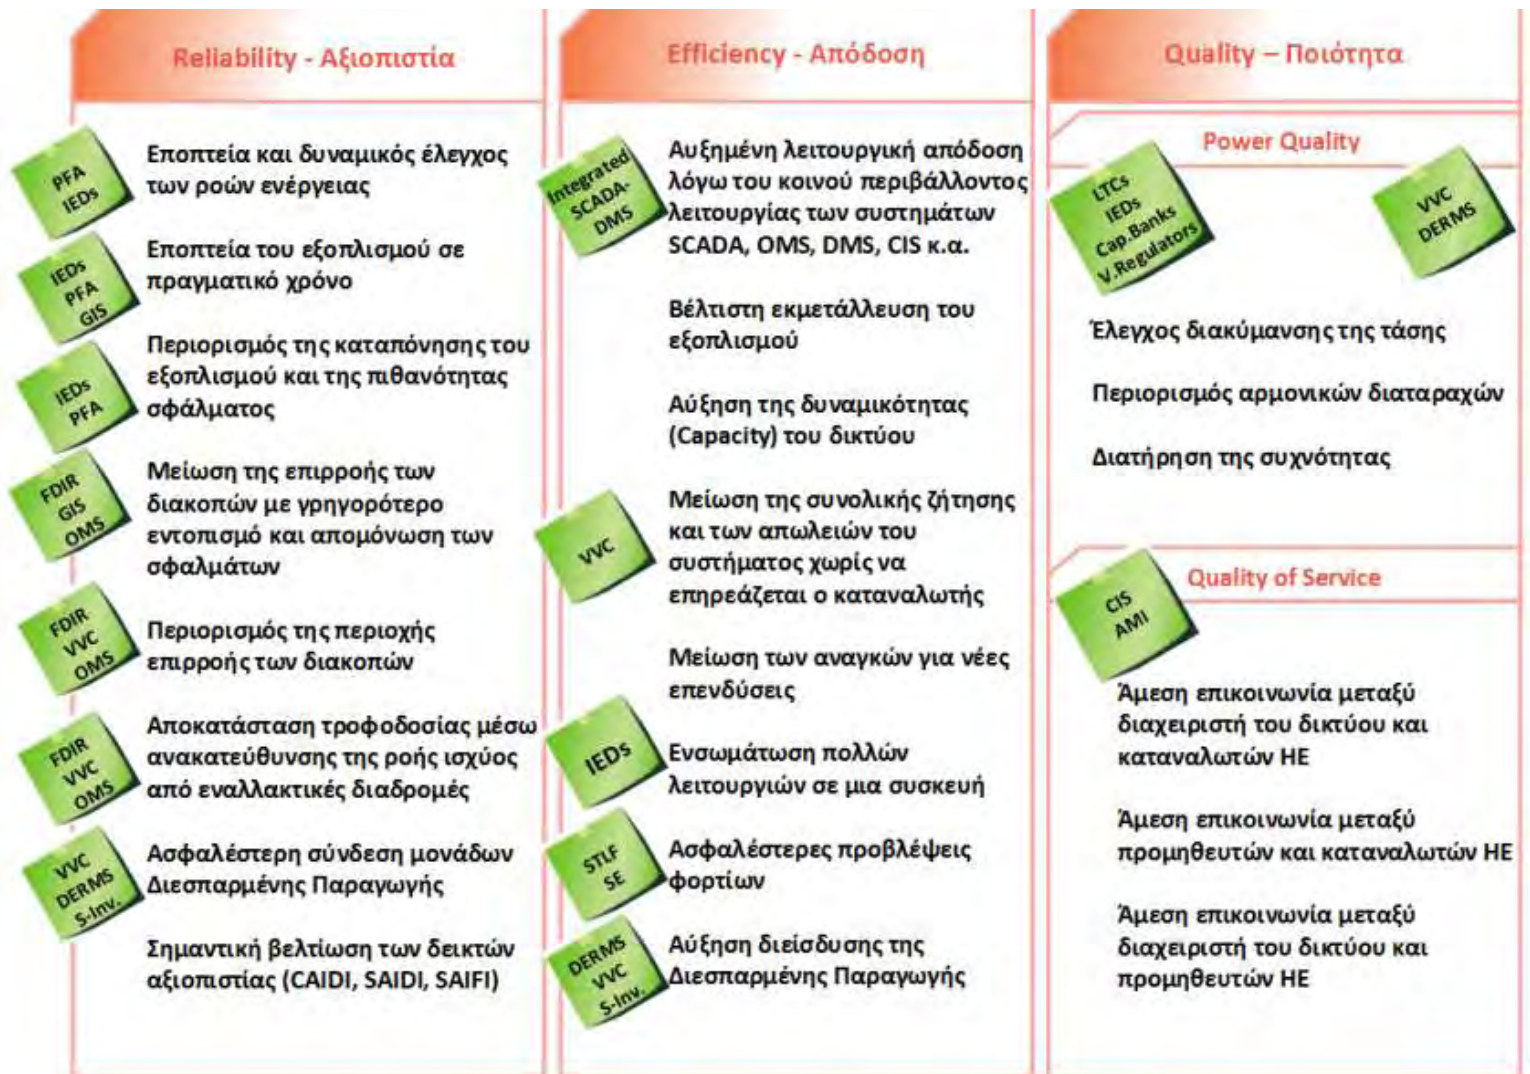 Reliability - Αξιοπιστία
PFA
IEDs
Εποπτεία και δυναμικός έλεγχος
των ροών ενέργειας
IEDs
PFA
GIS
Εποπτεία του εξοπλισμού σε
πραγματικό χρόνο
IEDs
PFA
Περιορισμός της καταπόνησης του
εξοπλισμού και της πιθανότητας
σφάλματος
FDIR
GIS
OMS
Μείωση της επιρροής των
διακοπών με γρηγορότερο
εντοπισμό και απομόνωση των
σφαλμάτων
FDIR
VVC
OMS
Περιορισμός της περιοχής
επιρροής των διακοπών
FDIR
VVC
OMS
Αποκατάσταση τροφοδοσίας μέσω
ανακατεύθυνσης της ροής ισχύος
από εναλλακτικές διαδρομές
VVC
DERMS
S-Inv.
Ασφαλέστερη σύνδεση μονάδων
Διεσπαρμένης Παραγωγής
Σημαντική βελτίωση των δεικτών
αξιοπιστίας (CAIDI, SAIDI, SAIFI)
Efficiency - Απόδοση
Integrated
SCADA-
DMS
Αυξημένη λειτουργική απόδοση
λόγω του κοινού περιβάλλοντος
λειτουργίας των συστημάτων
SCADA, OMS, DMS, CIS κ.α.
Βέλτιστη εκμετάλλευση του
εξοπλισμού
Αύξηση της δυναμικότητας
(Capacity) του δικτύου
VVC
Μείωση της συνολικής ζήτησης
και των απωλειών του
συστήματος χωρίς να
επηρεάζεται ο καταναλωτής
Μείωση των αναγκών για νέες
επενδύσεις
IEDs
Ενσωμάτωση πολλών
λειτουργιών σε μια συσκευή
STLF
SE
Ασφαλέστερες προβλέψεις
φορτίων
DERMS
VVC
S-Inv.
Αύξηση διείσδυσης της
Διεσπαρμένης Παραγωγής
Quality – Ποιότητα
Power Quality
LTCs
IEDs
Cap.Banks
V.Regulators
VVC
DERMS
Έλεγχος διακύμανσης της τάσης
Περιορισμός αρμονικών διαταραχών
Διατήρηση της συχνότητας
Quality of Service
CIS
AMI
Άμεση επικοινωνία μεταξύ
διαχειριστή του δικτύου και
καταναλωτών ΗΕ
Άμεση επικοινωνία μεταξύ
προμηθευτών και καταναλωτών ΗΕ
Άμεση επικοινωνία μεταξύ
διαχειριστή του δικτύου και
προμηθευτών ΗΕ